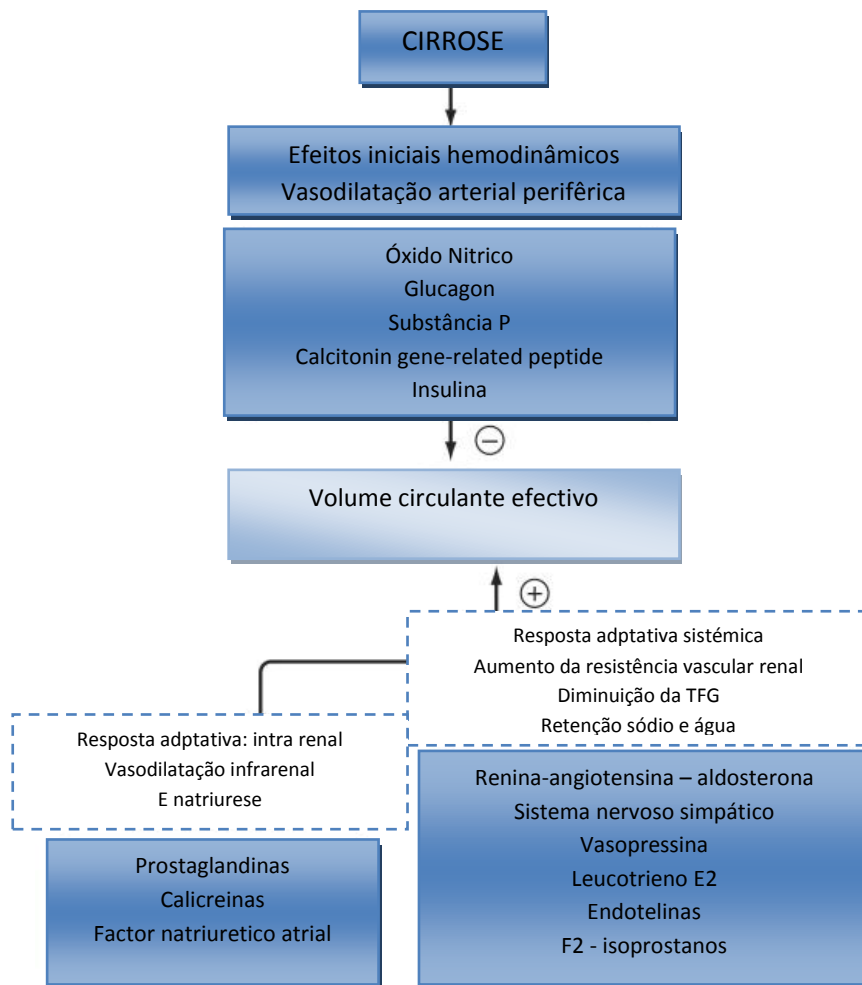 CIRROSE
Efeitos iniciais hemodinâmicos
Vasodilatação arterial perifêrica
Óxido Nitrico
Glucagon
Substância P
Calcitonin gene-related peptide
Insulina
−
Volume circulante efectivo
+
Resposta adptativa sistémica
Aumento da resistência vascular renal
Diminuição da TFG
Retenção sódio e água
Resposta adptativa: intra renal
Vasodilatação infrarenal
E natriurese
Renina-angiotensina – aldosterona
Sistema nervoso simpático
Vasopressina
Leucotrieno E2
Endotelinas
F2 - isoprostanos
Prostaglandinas
Calicreinas
Factor natriuretico atrial